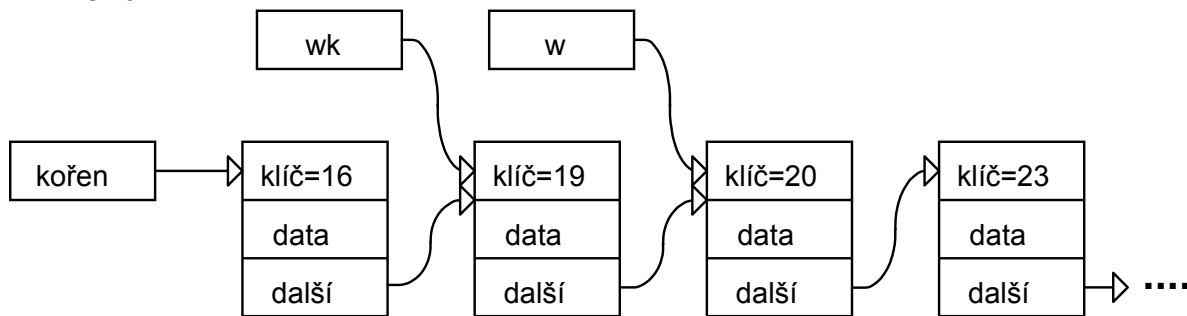 wk w
kořen klíč=16 klíč=19 klíč=20 klíč=23
data data data data
další další další další ....